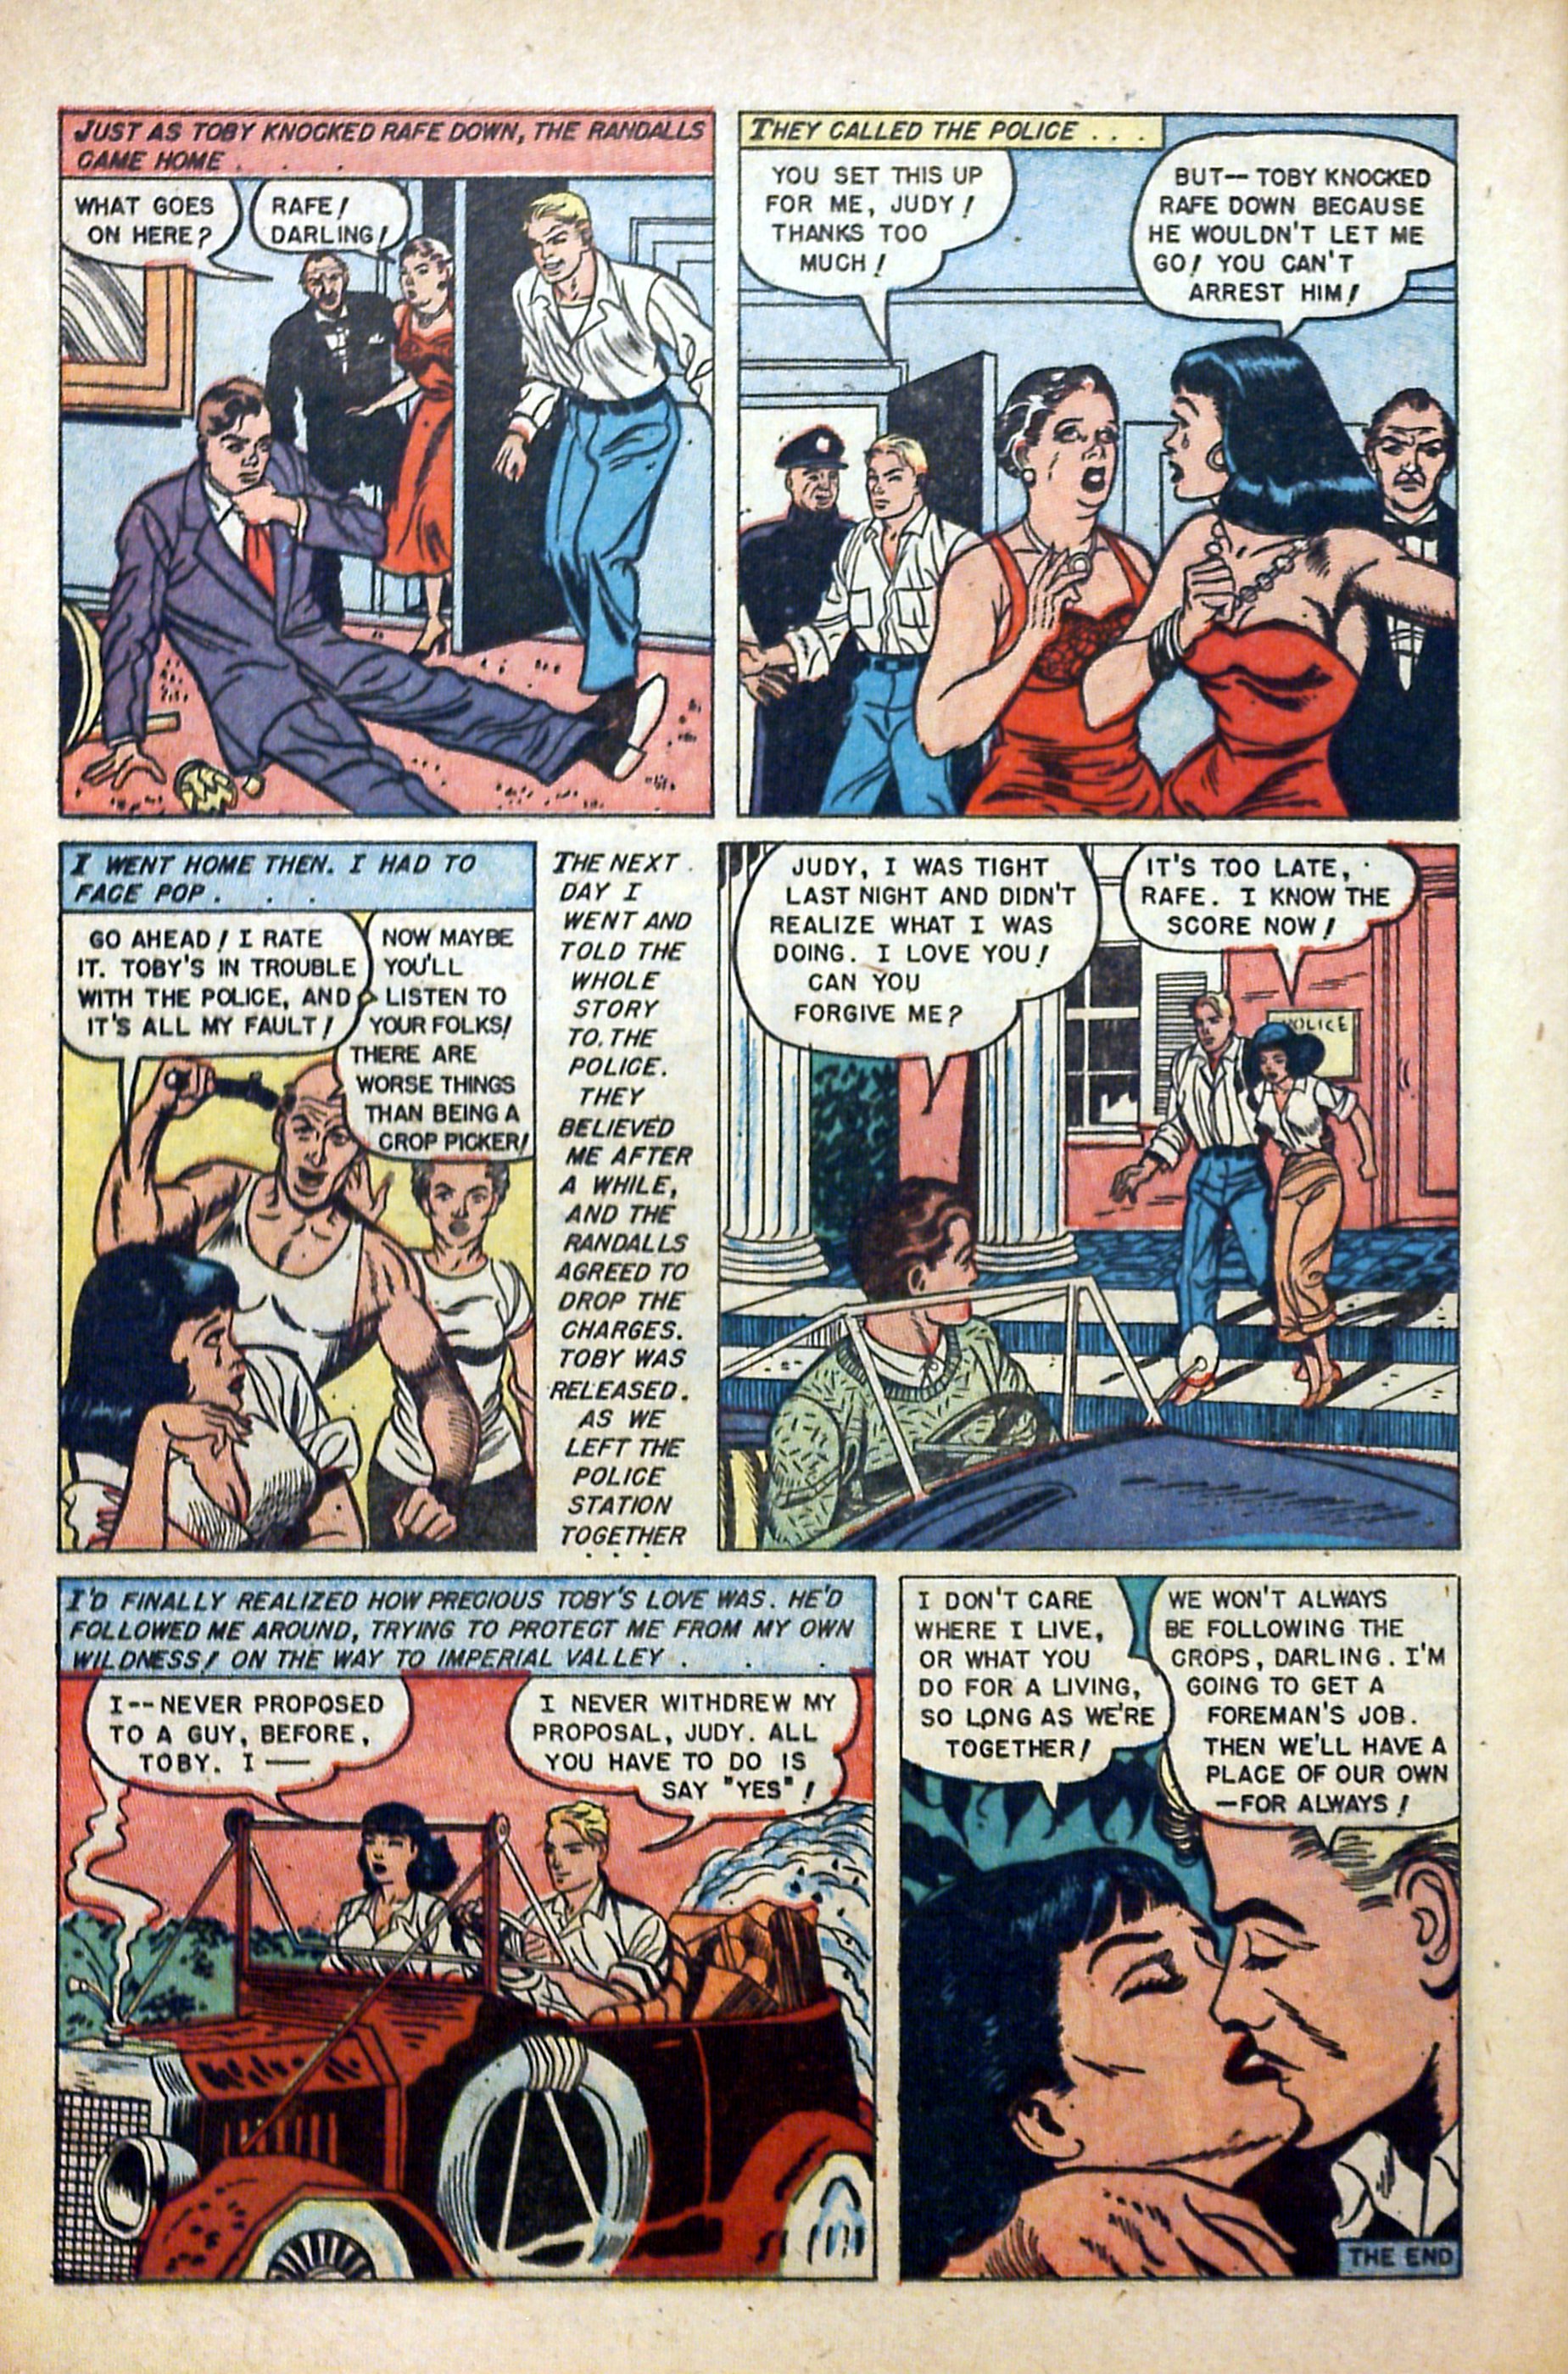 JUST AS TOBY KNOCKED RAFE DOWN, THE RANDALLS
CAME HOME . . .
WHAT GOES
ON HERE?
RAFE!
DARLING!
THEY CALLED THE POLICE . . .
YOU SET THIS UP
FOR ME, JUDY!
THANKS TOO
MUCH!
BUT-- TOBY KNOCKED
RAFE DOWN BECAUSE
HE WOULDN'T LET ME
GO! YOU CAN'T
ARREST HIM!
I WENT HOME THEN. I HAD TO
FACE POP . . .
GO AHEAD! I RATE
IT. TOBY'S IN TROUBLE
WITH THE POLICE, AND
IT'S ALL MY FAULT!
NOW MAYBE
YOU'LL
LISTEN TO
YOUR FOLKS!
THERE ARE
WORSE THINGS
THAN BEING A
CROP PICKER!
THE NEXT
DAY I
WENT AND
TOLD THE
WHOLE
STORY
TO THE
POLICE.
THEY
BELIEVED
ME AFTER
A WHILE,
AND THE
RANDALLS
AGREED TO
DROP THE
CHARGES.
TOBY WAS
RELEASED.
AS WE
LEFT THE
POLICE
STATION
TOGETHER
. . .
JUDY, I WAS TIGHT
LAST NIGHT AND DIDN'T
REALIZE WHAT I WAS
DOING. I LOVE YOU!
CAN YOU
FORGIVE ME?
IT'S TOO LATE,
RAFE. I KNOW THE
SCORE NOW!
POLICE
I'D FINALLY REALIZED HOW PRECIOUS TOBY'S LOVE WAS. HE'D
FOLLOWED ME AROUND, TRYING TO PROTECT ME FROM MY OWN
WILDNESS! ON THE WAY TO IMPERIAL VALLEY . . .
I-- NEVER PROPOSED
TO A GUY, BEFORE,
TOBY. I --
I NEVER WITHDREW MY
PROPOSAL, JUDY. ALL
YOU HAVE TO DO IS
SAY "YES"!
I DON'T CARE
WHERE I LIVE,
OR WHAT YOU
DO FOR A LIVING,
SO LONG AS WE'RE
TOGETHER!
WE WON'T ALWAYS
BE FOLLOWING THE
CROPS, DARLING. I'M
GOING TO GET A
FOREMAN'S JOB.
THEN WE'LL HAVE A
PLACE OF OUR OWN
—FOR ALWAYS!
THE END